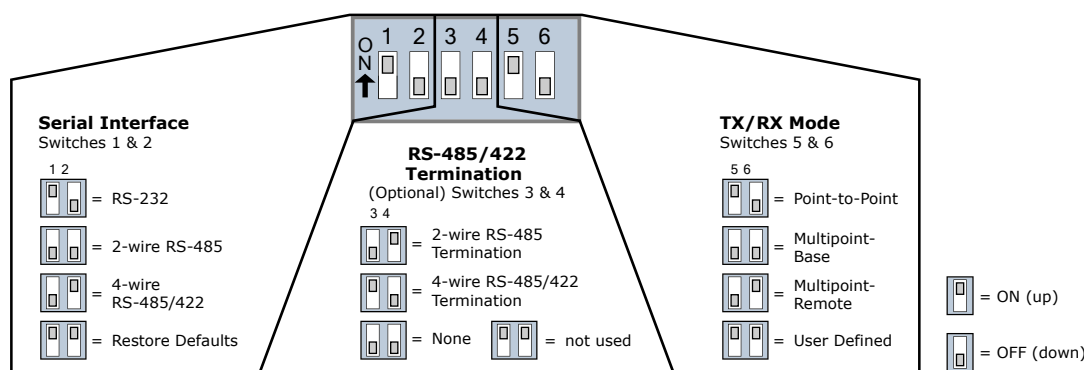 ON
1 2 3 4 5 6
Serial Interface
Switches 1 & 2
1 2
= RS-232
= 2-wire RS-485
= 4-wire
RS-485/422
= Restore Defaults
RS-485/422
Termination
(Optional) Switches 3 & 4
3 4
= 2-wire RS-485
Termination
= 4-wire RS-485/422
Termination
= None
= not used
TX/RX Mode
Switches 5 & 6
5 6
= Point-to-Point
= Multipoint-
Base
= Multipoint-
Remote
= User Defined
= ON (up)
= OFF (down)